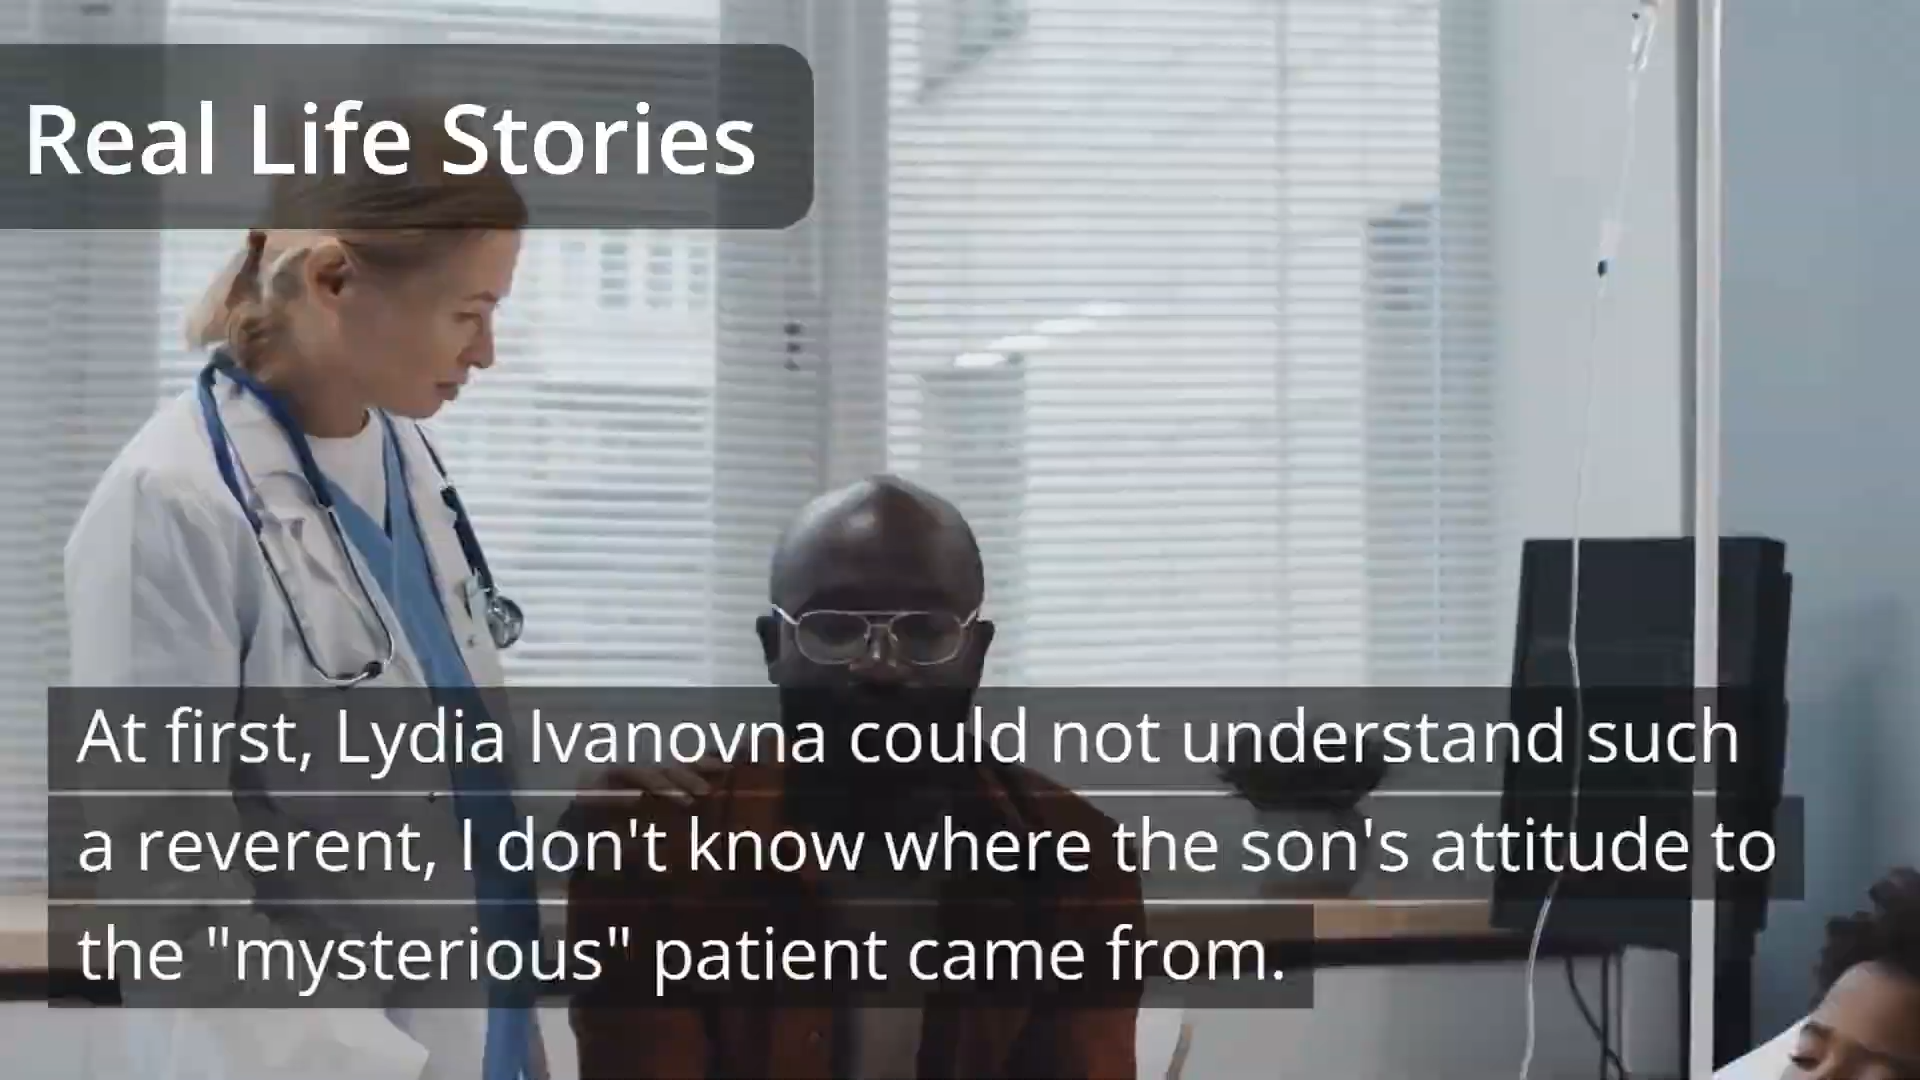 Real Life Stories
At first, Lydia Ivanovna could not understand such
a reverent, I don't know where the son's attitude to
the "mysterious" patient came from.